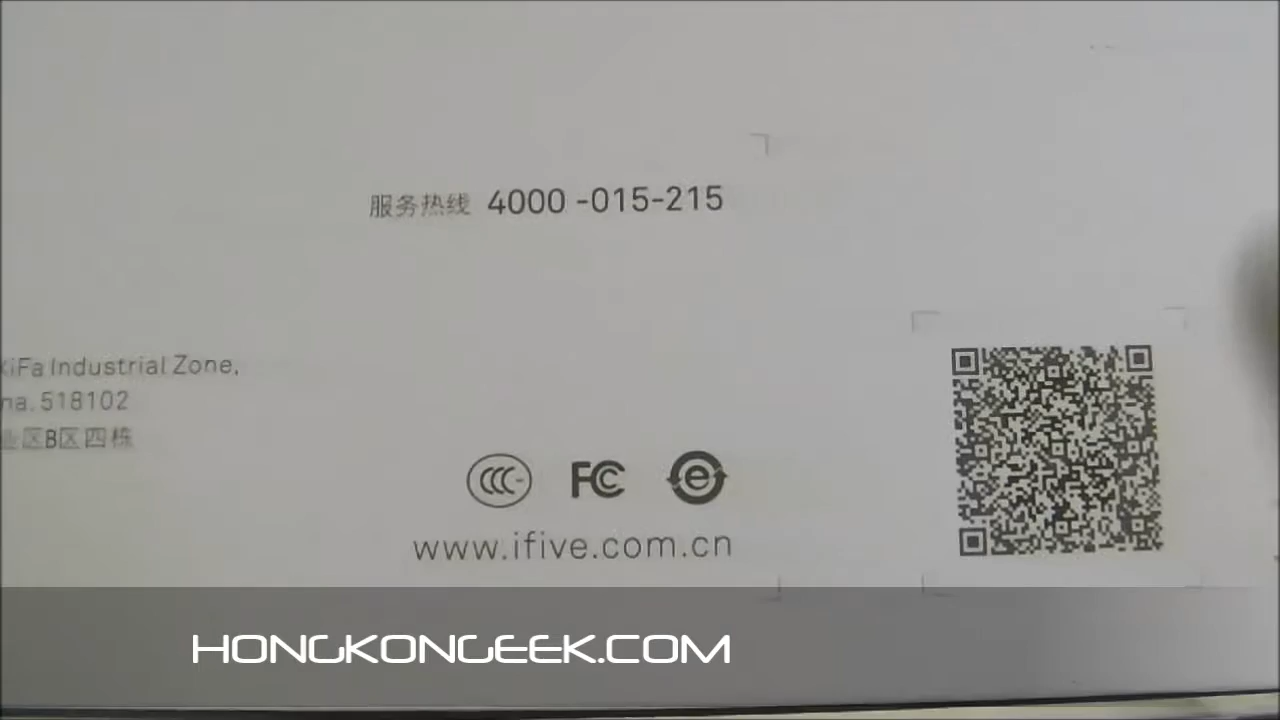 服务热线 4000 -015-215
XiFa Industrial Zone,
na. 518102
业区B区四栋
CCC FC e
www.ifive.com.cn
HONGKONGEEK.COM